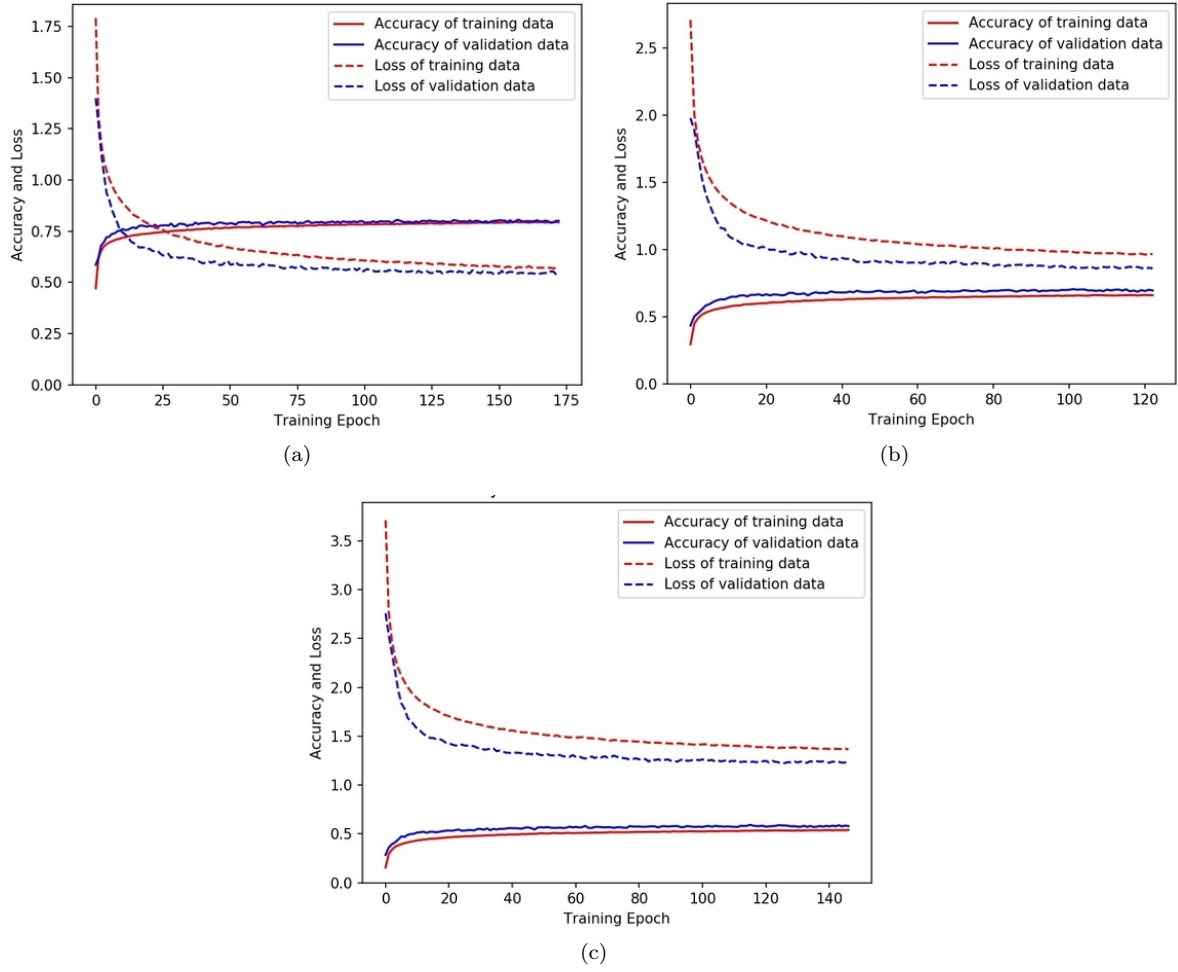 1.75
1.50
1.25
1.00
0.75
0.50
0.25
0.00
Accuracy and Loss
Accuracy of training data
Accuracy of validation data
Loss of training data
Loss of validation data
0 25 50 75 100 125 150 175
Training Epoch
(a)
2.5
2.0
1.5
1.0
0.5
0.0
Accuracy and Loss
Accuracy of training data
Accuracy of validation data
Loss of training data
Loss of validation data
0 20 40 60 80 100 120
Training Epoch
(b)
3.5
3.0
2.5
2.0
1.5
1.0
0.5
0.0
Accuracy and Loss
Accuracy of training data
Accuracy of validation data
Loss of training data
Loss of validation data
0 20 40 60 80 100 120 140
Training Epoch
(c)